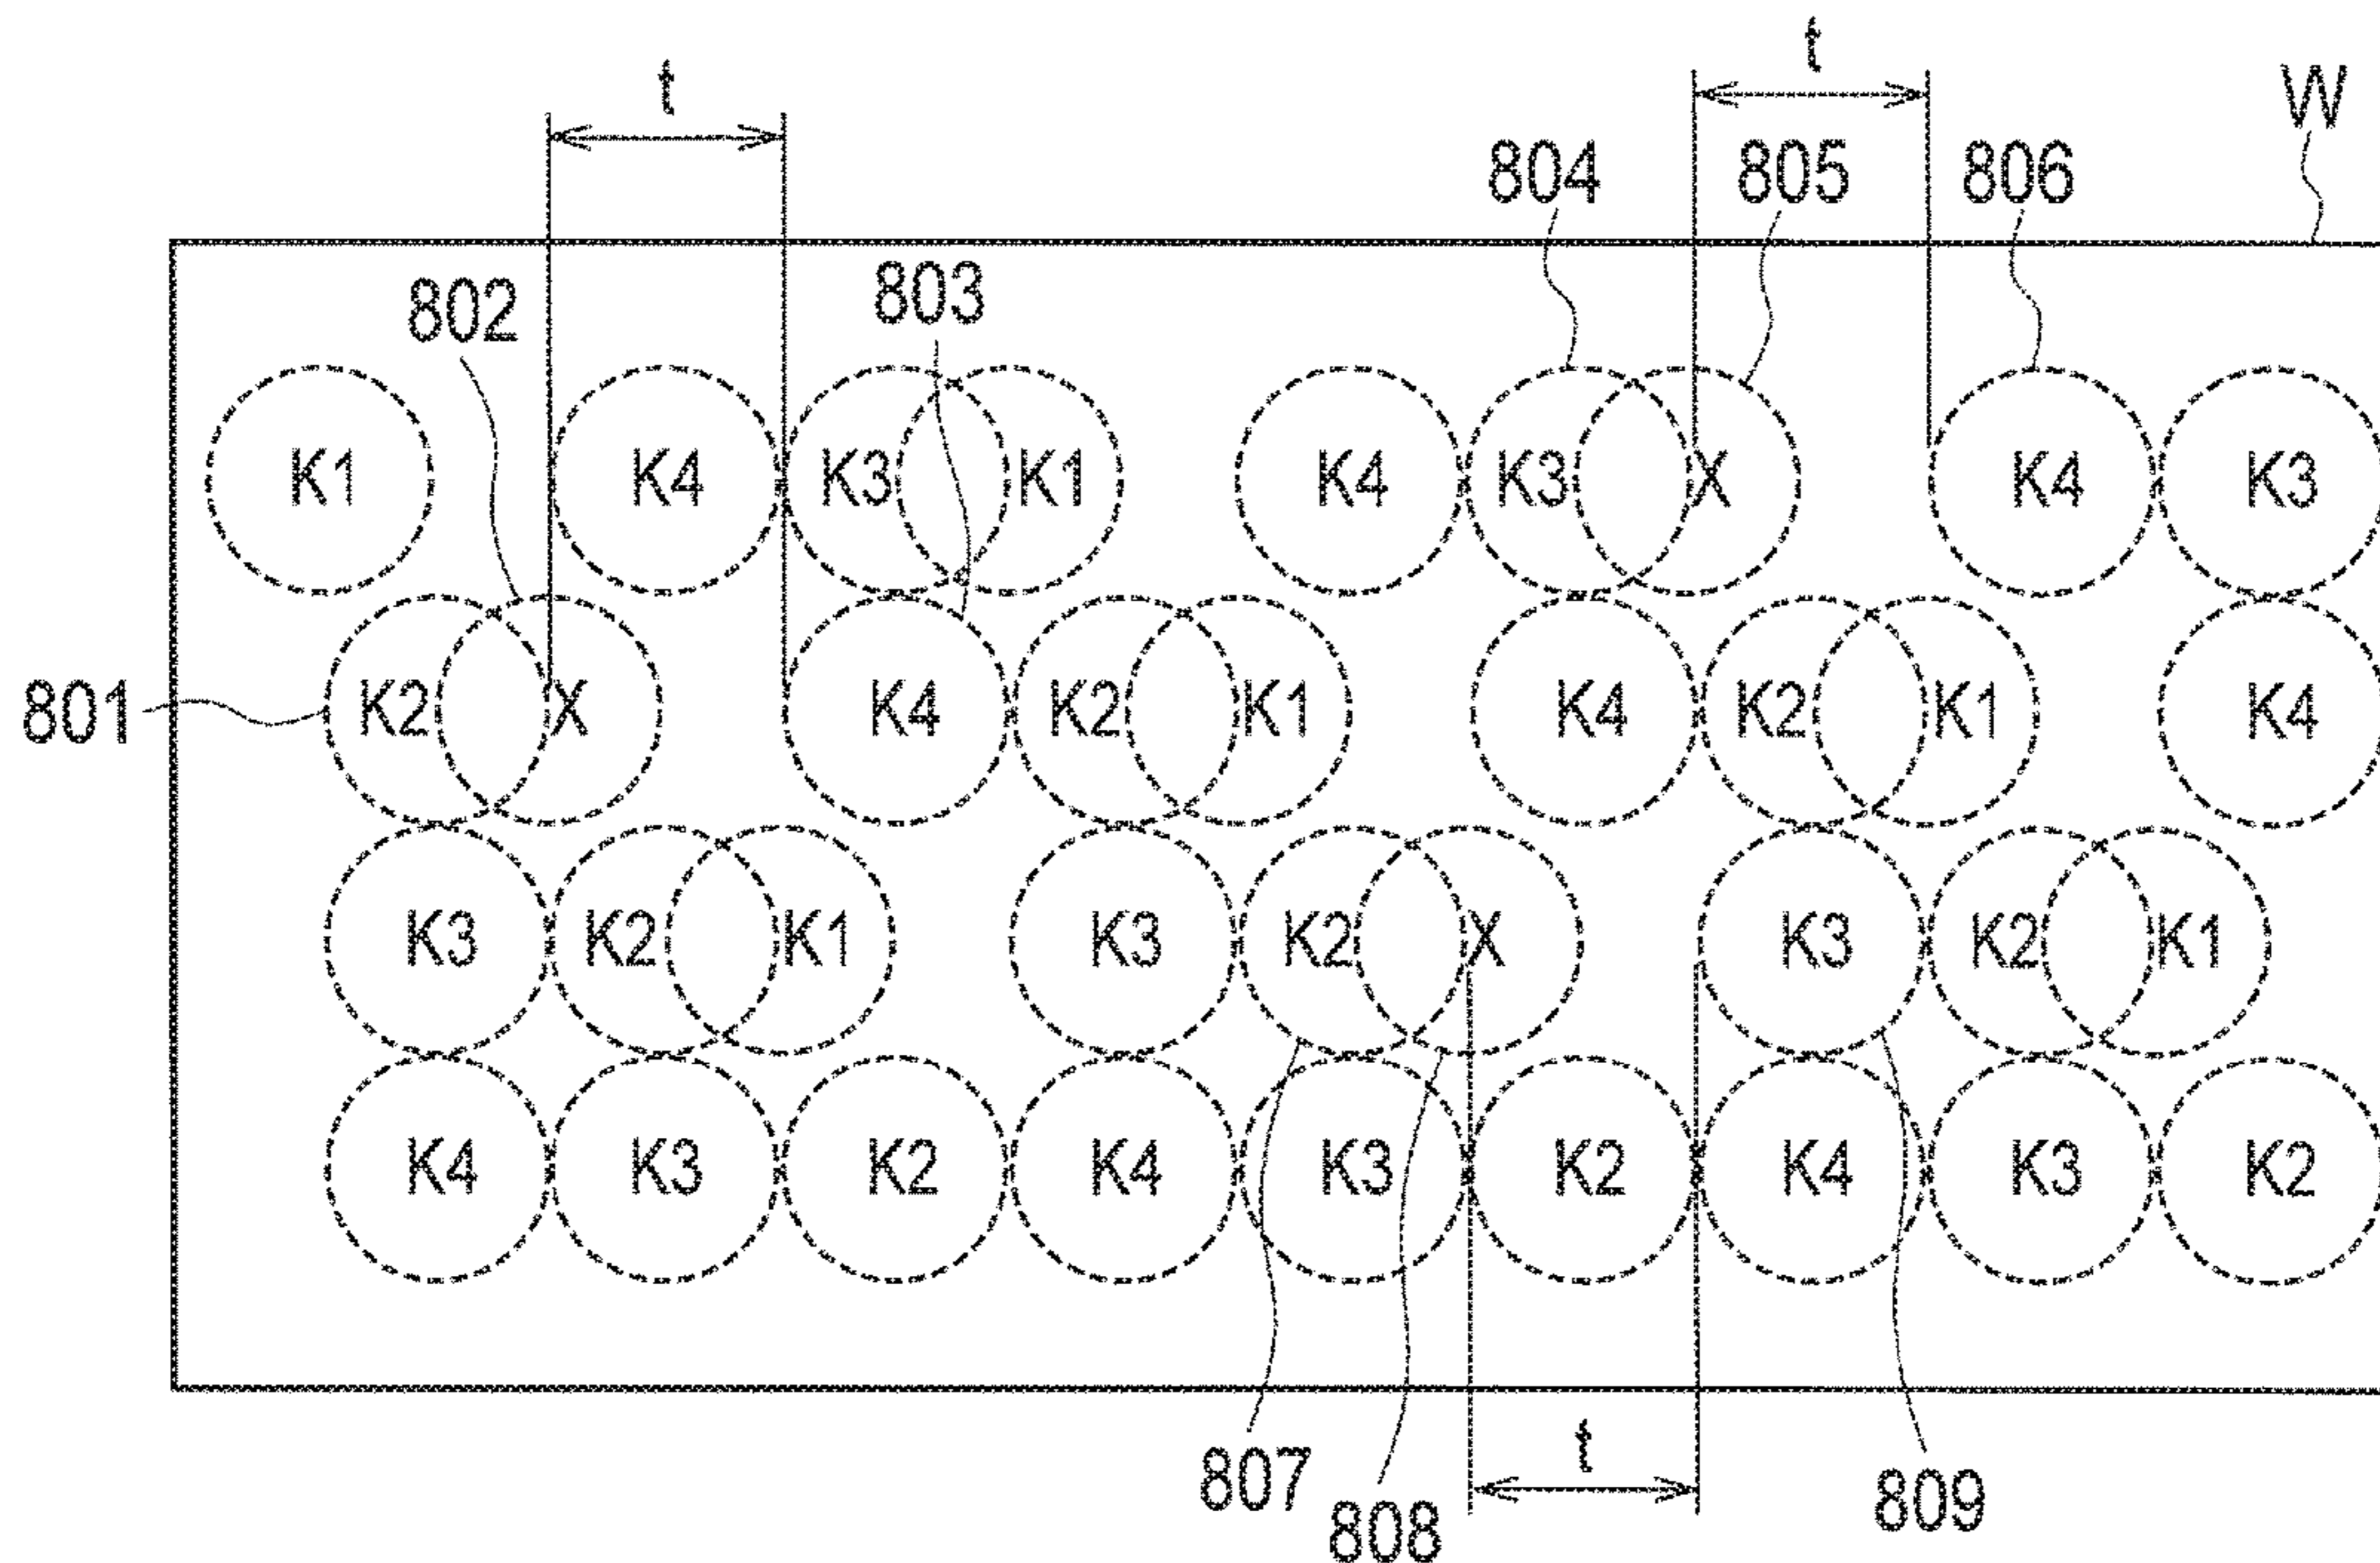 t
t
W
804 805 806
802 803
K1 K4 K3 K1 K4 K3 X K4 K3
801 K2 X K4 K2 K1 K4 K2 K1 K4
K3 K2 K1 K3 K2 X K3 K2 K1
K4 K3 K2 K4 K3 K2 K4 K3 K2
t
807 808 809